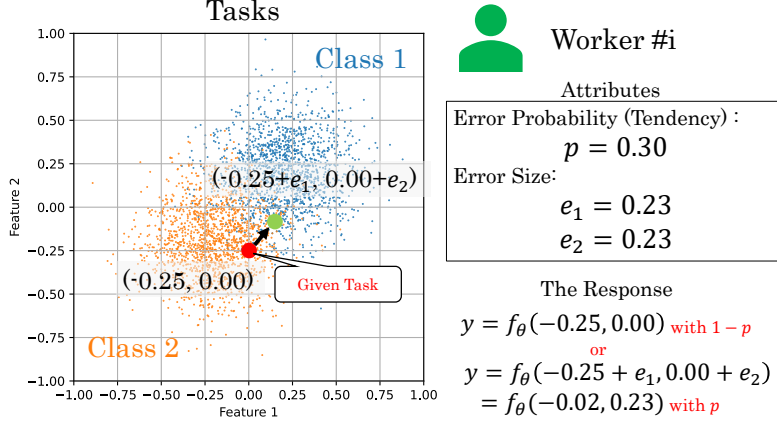 Tasks
1.00
0.75
0.50
0.25
0.00
−0.25
−0.50
−0.75
−1.00
Feature 2
Class 1
(-0.25+e₁, 0.00+e₂)
(-0.25, 0.00)
Given Task
Class 2
−1.00 −0.75 −0.50 −0.25 0.00 0.25 0.50 0.75 1.00
Feature 1
Worker #i
Attributes
Error Probability (Tendency) :
p = 0.30
Error Size:
e₁ = 0.23
e₂ = 0.23
The Response
y = f_θ(−0.25, 0.00) with 1 − p
or
y = f_θ(−0.25 + e₁, 0.00 + e₂)
= f_θ(−0.02, 0.23) with p